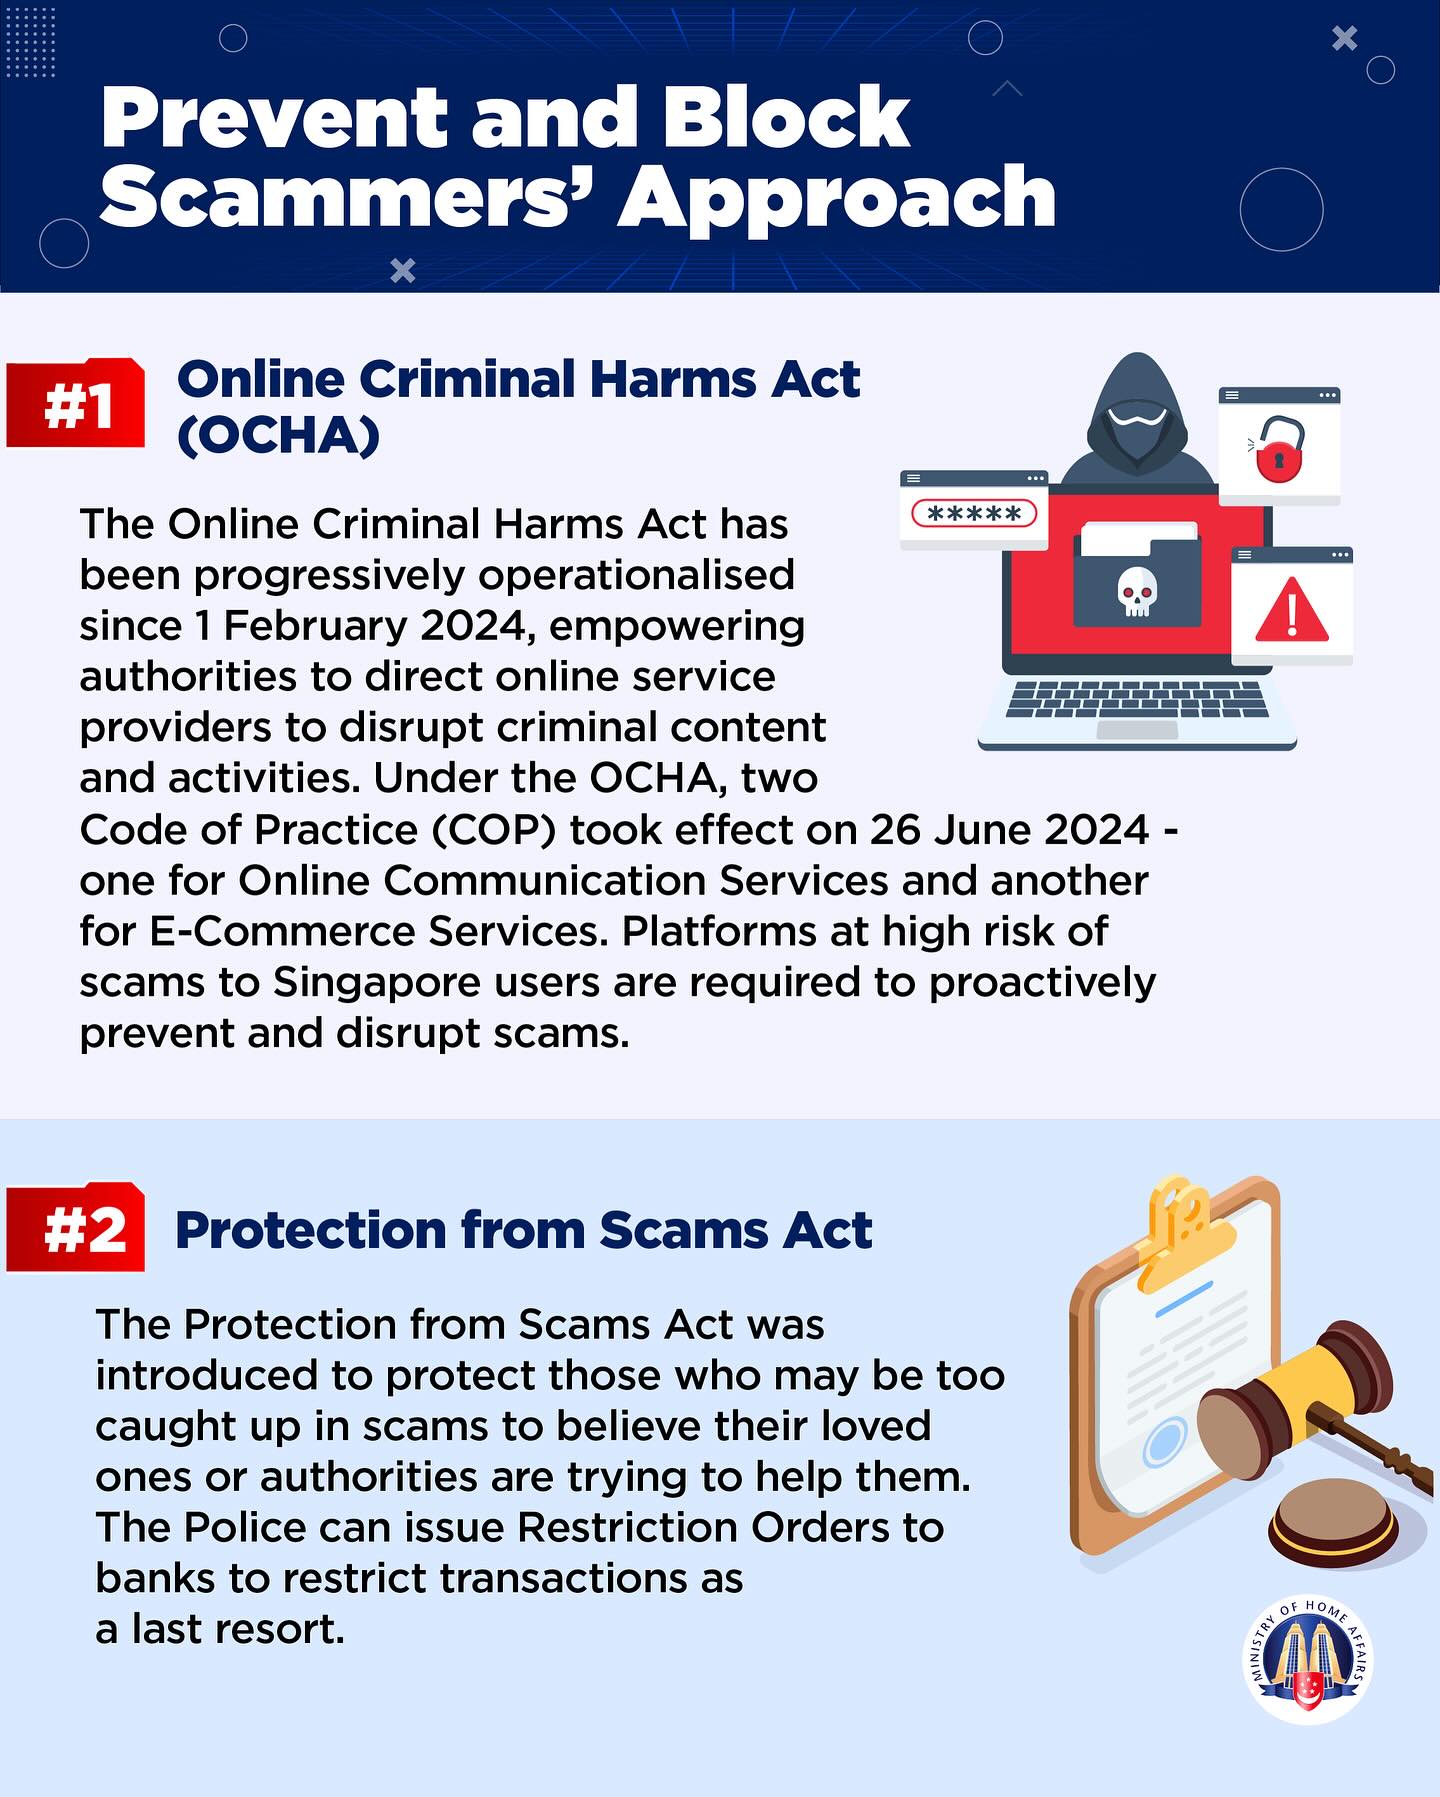 Prevent and Block
Scammers’ Approach
#1
Online Criminal Harms Act
(OCHA)
*****
The Online Criminal Harms Act has
been progressively operationalised
since 1 February 2024, empowering
authorities to direct online service
providers to disrupt criminal content
and activities. Under the OCHA, two
Code of Practice (COP) took effect on 26 June 2024 -
one for Online Communication Services and another
for E-Commerce Services. Platforms at high risk of
scams to Singapore users are required to proactively
prevent and disrupt scams.
#2
Protection from Scams Act
The Protection from Scams Act was
introduced to protect those who may be too
caught up in scams to believe their loved
ones or authorities are trying to help them.
The Police can issue Restriction Orders to
banks to restrict transactions as
a last resort.
MINISTRY OF HOME AFFAIRS